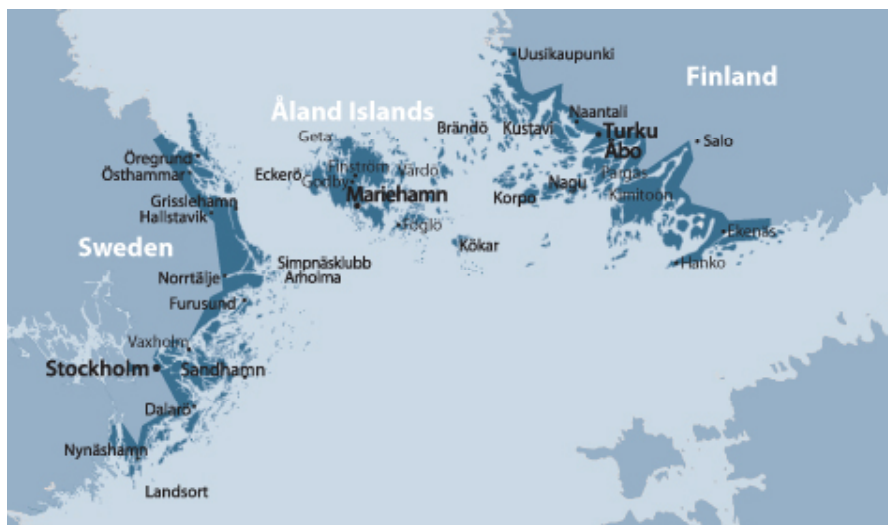 Uusikaupunki
Finland
Åland Islands
Naantali
Geta
Brändö
Kustavi
Turku
Åbo
Salo
Öregrund
Östhammar
Eckerö
Finström
Godby
Vårdö
Pargas
Nagu
Mariehamn
Korpo
Kimitoön
Grisslehamn
Hallstavik
Föglö
Ekenäs
Sweden
Kökar
Hanko
Simpnäsklubb
Arholma
Norrtälje
Furusund
Vaxholm
Stockholm
Sandhamn
Dalarö
Nynäshamn
Landsort